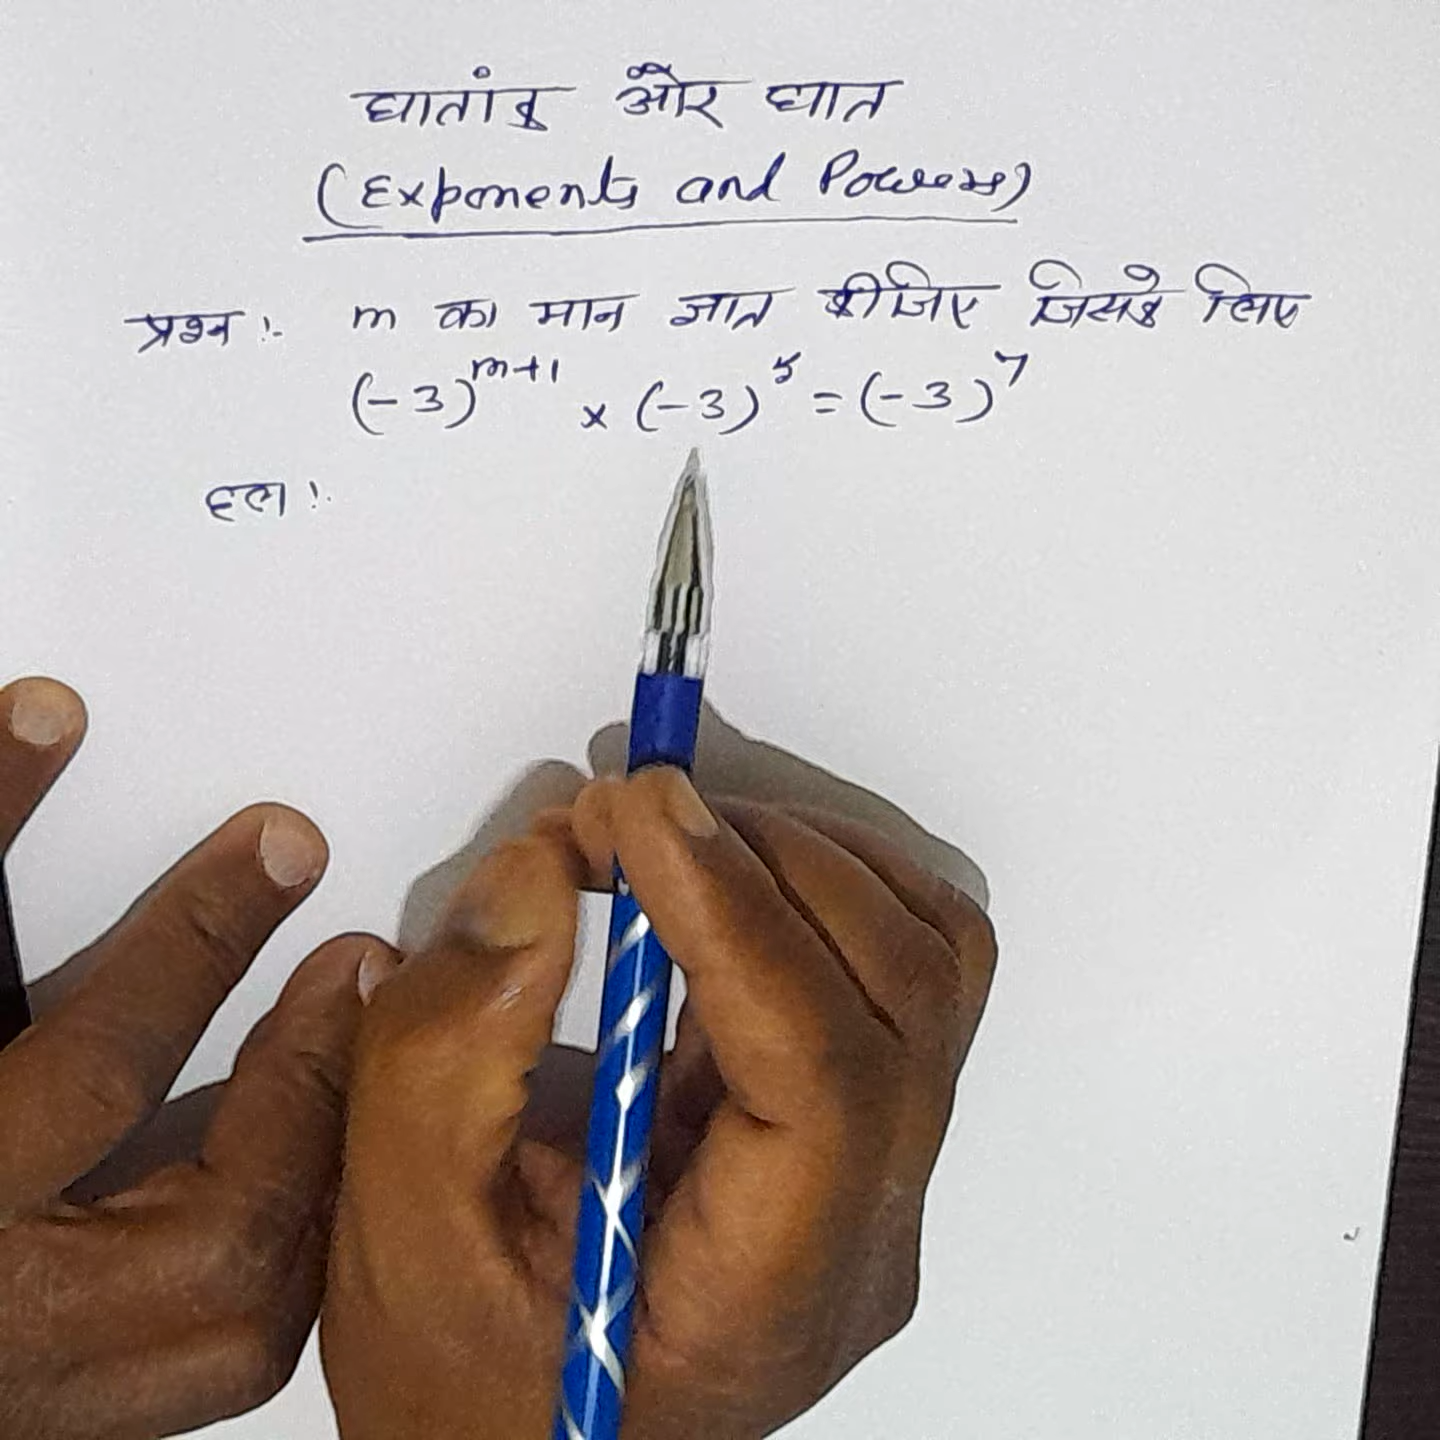 घातांक और घात
(Exponents and Powers)
प्रश्न :- m का मान ज्ञात कीजिए जिसके लिए
(-3)^{m+1} × (-3)^5 = (-3)^7
हल :-